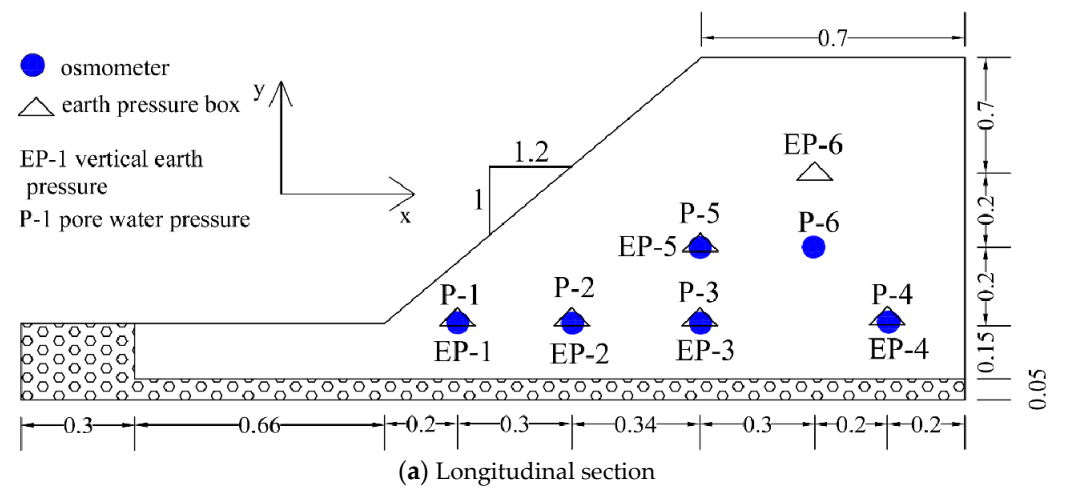 0.7
osmometer
earth pressure box
y
x
EP-1 vertical earth
pressure
P-1 pore water pressure
1.2
1
EP-6
P-5
EP-5
P-6
P-1
P-2
P-3
P-4
EP-1
EP-2
EP-3
EP-4
0.7
0.2
0.2
0.15
0.05
0.3
0.66
0.2
0.3
0.34
0.3
0.2
0.2
(a) Longitudinal section